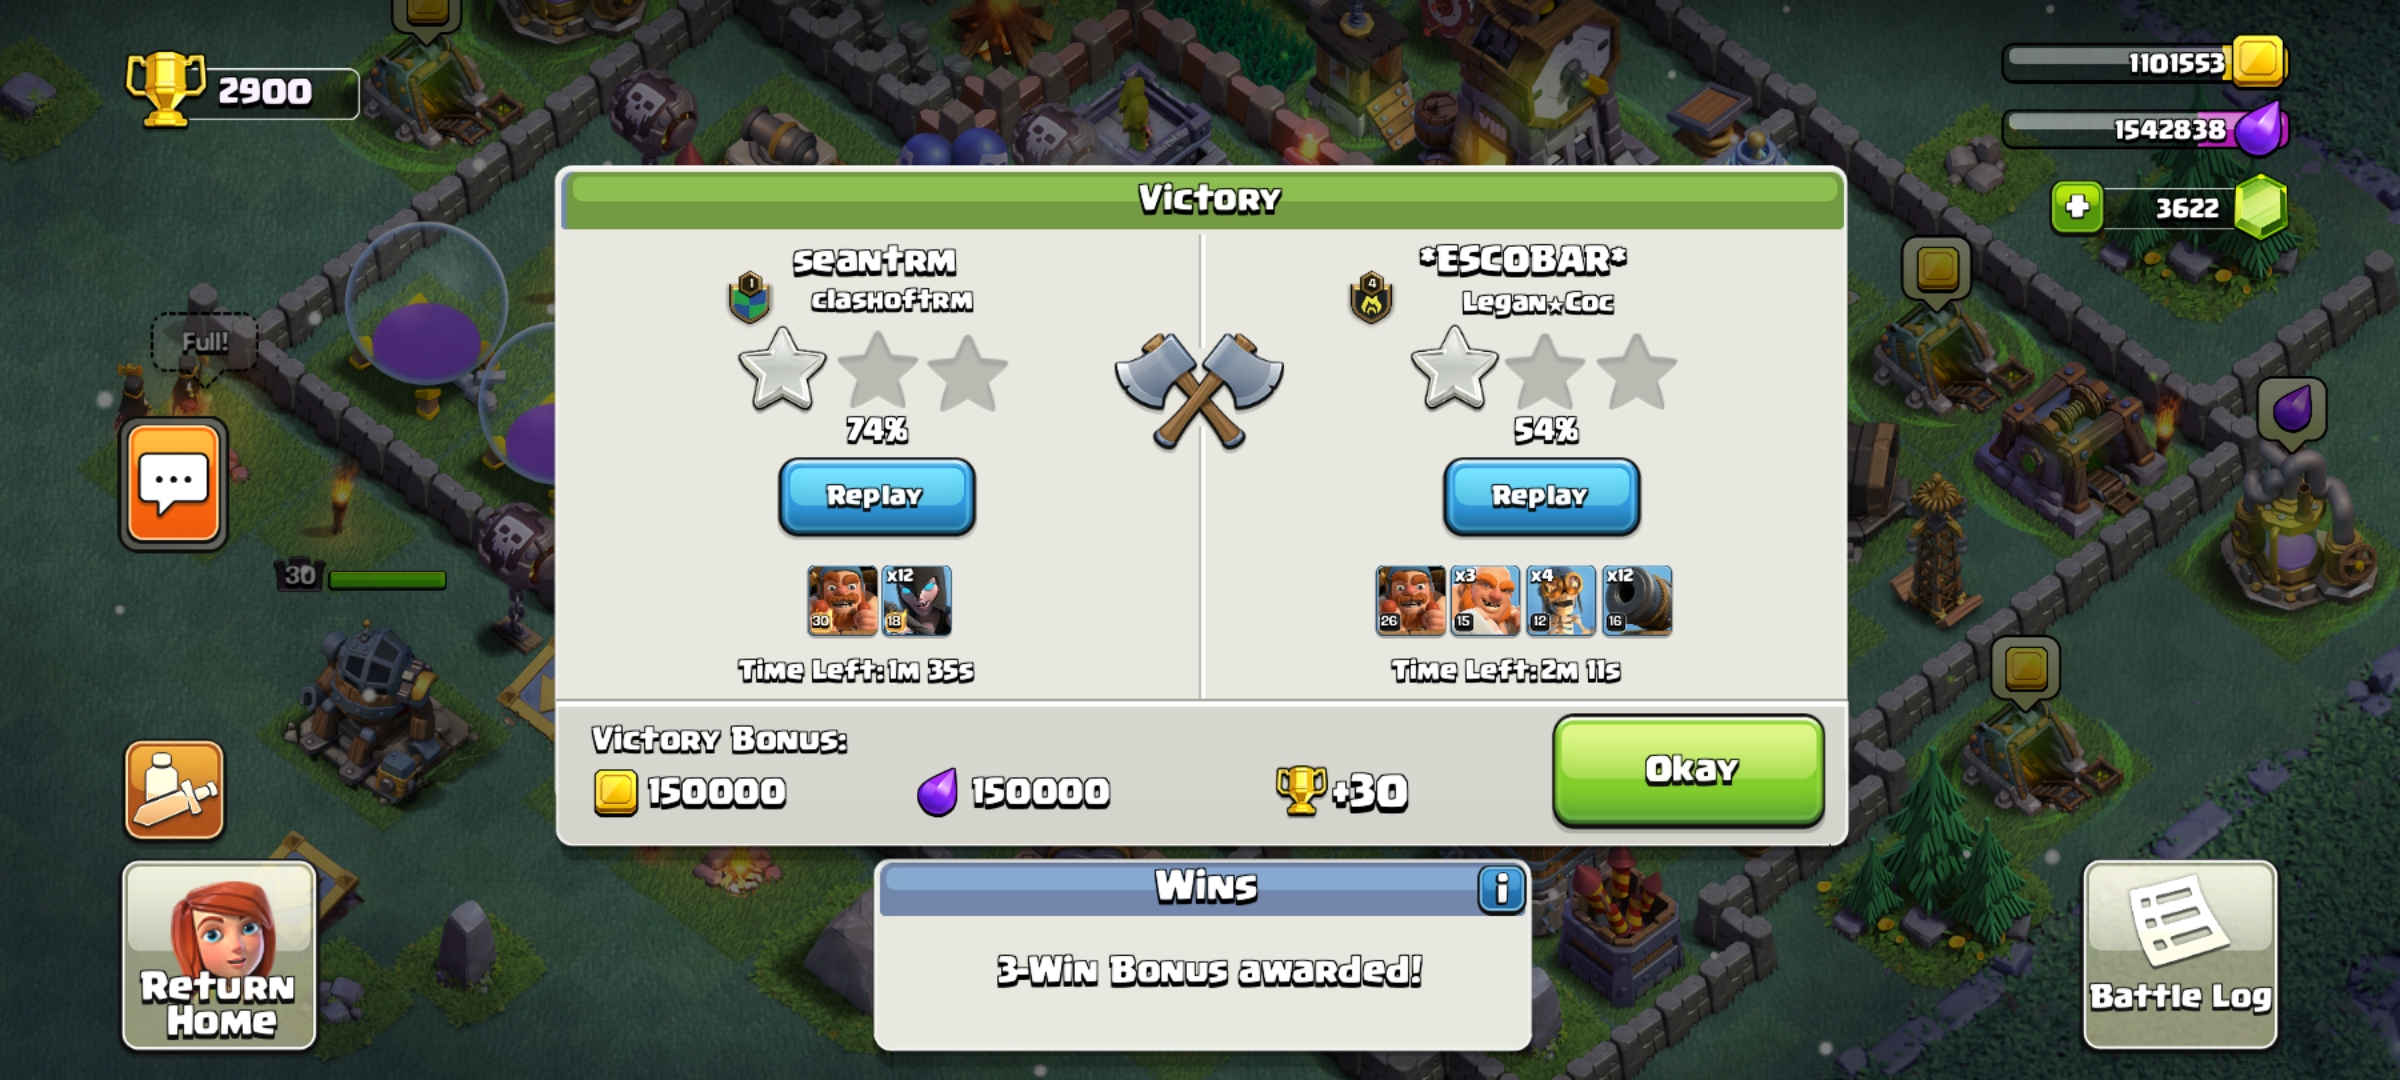 2900
1101553
1542838
3622
Full!
30
Victory
seantRM
clashoftRM
1
74%
Replay
30
x12
18
Time Left: 1m 35s
*ESCOBAR*
Legan★Coc
4
54%
Replay
26
x3
15
x4
12
x12
16
Time Left: 2m 11s
Victory Bonus:
150000
150000
+30
Okay
Wins
i
3-Win Bonus awarded!
Return
Home
Battle Log